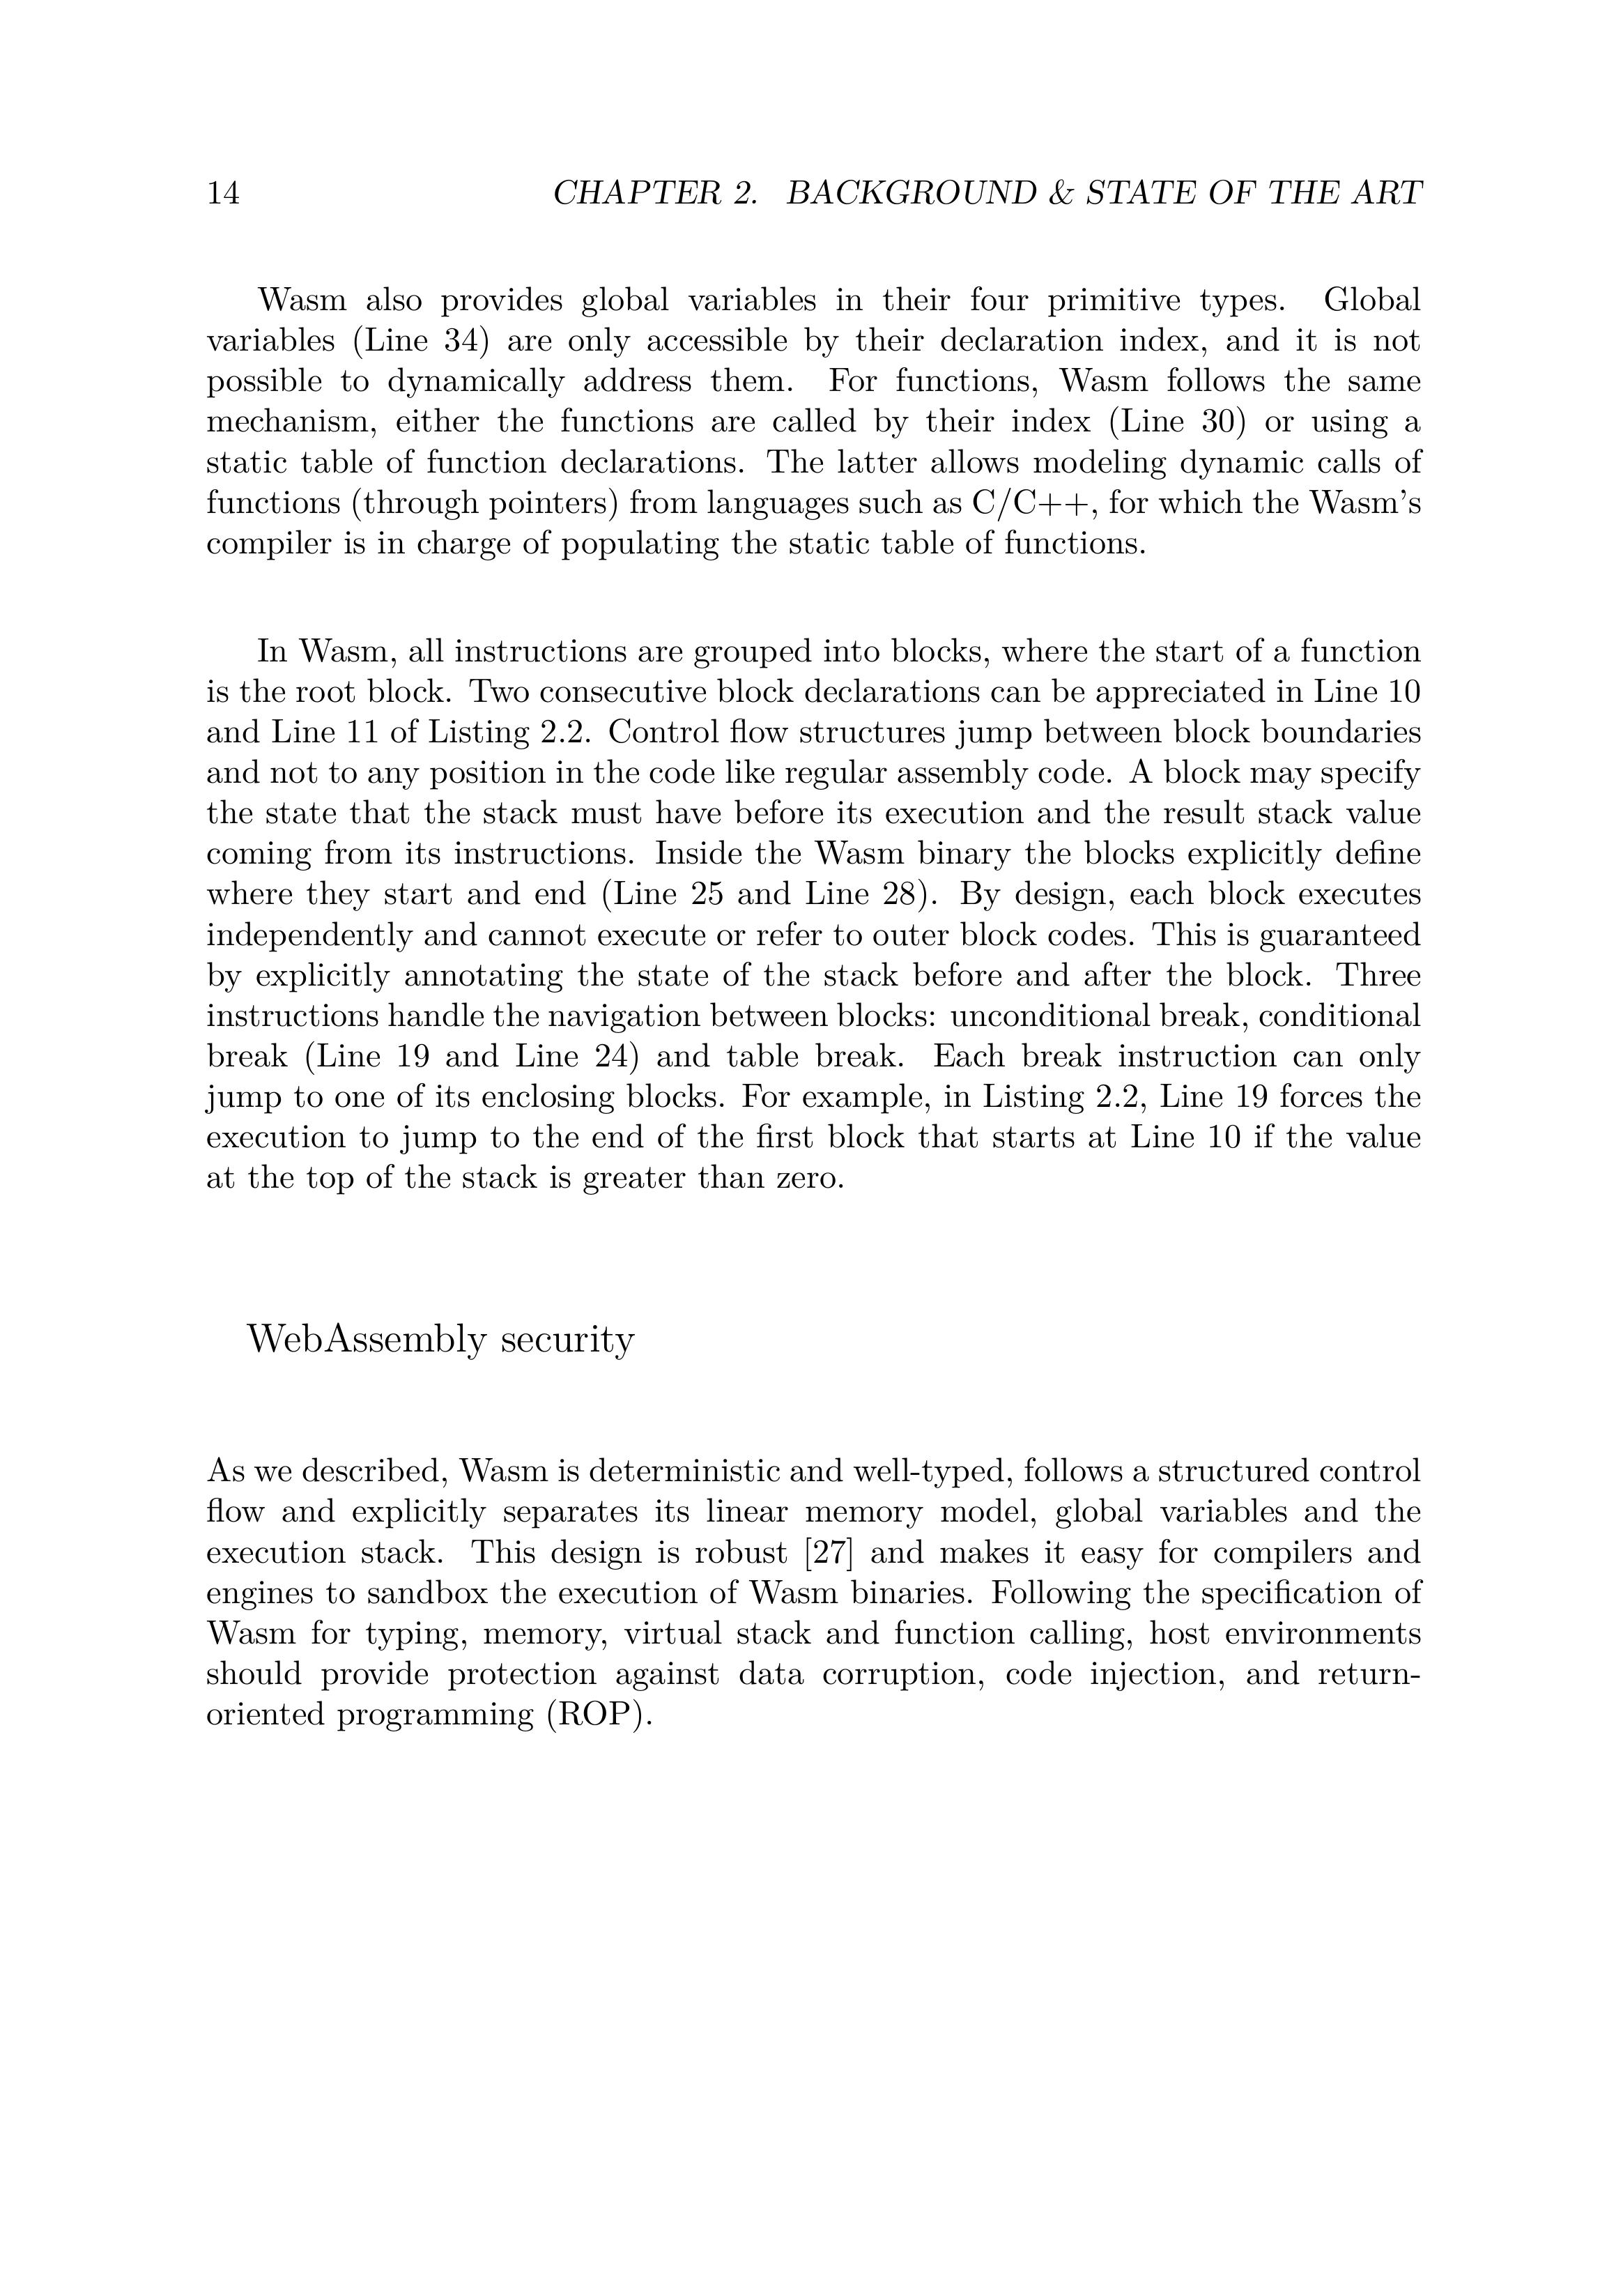 14 CHAPTER 2. BACKGROUND & STATE OF THE ART
Wasm also provides global variables in their four primitive types. Global
variables (Line 34) are only accessible by their declaration index, and it is not
possible to dynamically address them. For functions, Wasm follows the same
mechanism, either the functions are called by their index (Line 30) or using a
static table of function declarations. The latter allows modeling dynamic calls of
functions (through pointers) from languages such as C/C++, for which the Wasm's
compiler is in charge of populating the static table of functions.
In Wasm, all instructions are grouped into blocks, where the start of a function
is the root block. Two consecutive block declarations can be appreciated in Line 10
and Line 11 of Listing 2.2. Control flow structures jump between block boundaries
and not to any position in the code like regular assembly code. A block may specify
the state that the stack must have before its execution and the result stack value
coming from its instructions. Inside the Wasm binary the blocks explicitly define
where they start and end (Line 25 and Line 28). By design, each block executes
independently and cannot execute or refer to outer block codes. This is guaranteed
by explicitly annotating the state of the stack before and after the block. Three
instructions handle the navigation between blocks: unconditional break, conditional
break (Line 19 and Line 24) and table break. Each break instruction can only
jump to one of its enclosing blocks. For example, in Listing 2.2, Line 19 forces the
execution to jump to the end of the first block that starts at Line 10 if the value
at the top of the stack is greater than zero.
WebAssembly security
As we described, Wasm is deterministic and well-typed, follows a structured control
flow and explicitly separates its linear memory model, global variables and the
execution stack. This design is robust [27] and makes it easy for compilers and
engines to sandbox the execution of Wasm binaries. Following the specification of
Wasm for typing, memory, virtual stack and function calling, host environments
should provide protection against data corruption, code injection, and return-
oriented programming (ROP).